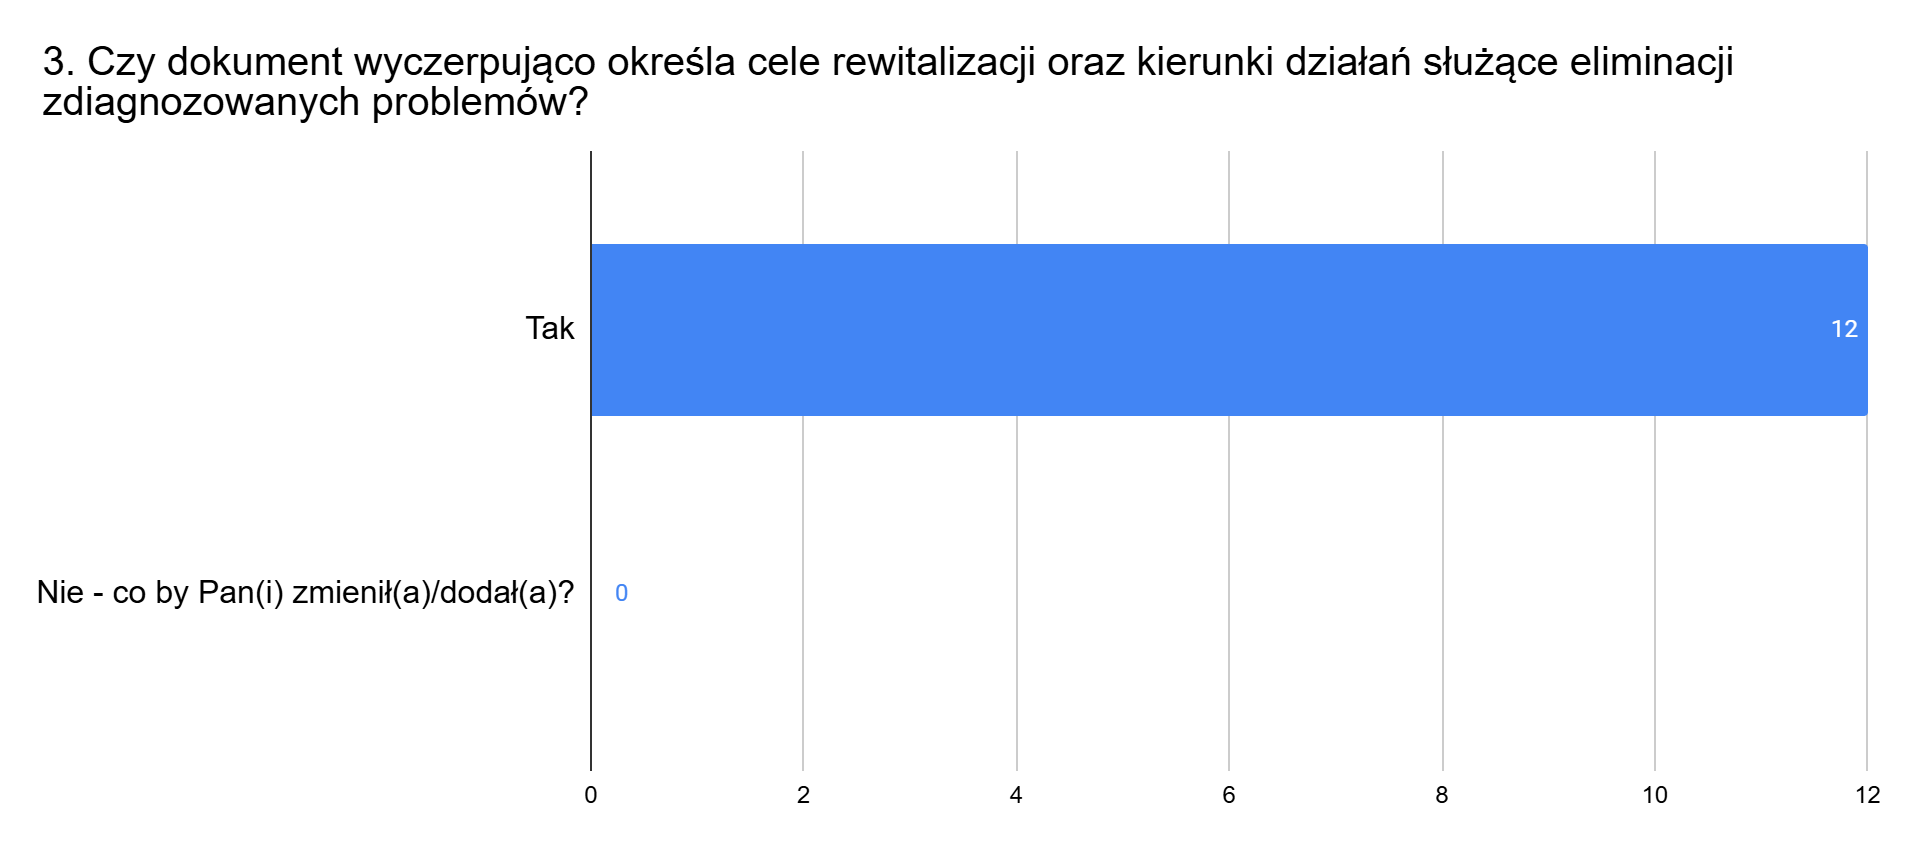 3. Czy dokument wyczerpująco określa cele rewitalizacji oraz kierunki działań służące eliminacji
zdiagnozowanych problemów?
Tak
12
Nie - co by Pan(i) zmienił(a)/dodał(a)?
0
0 2 4 6 8 10 12